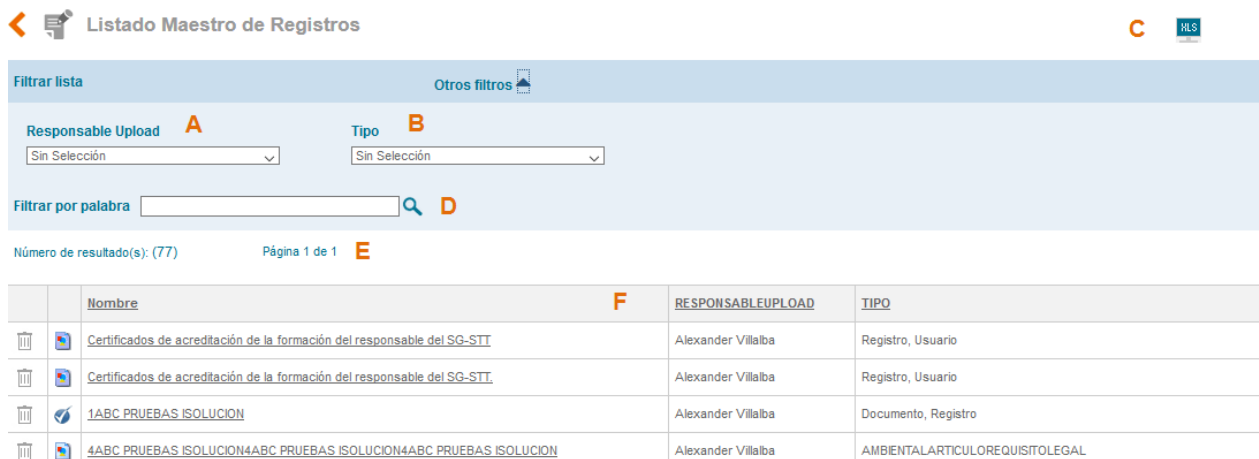 Listado Maestro de Registros C XLS
Filtrar lista Otros filtros
Responsable Upload A Tipo B
Sin Selección Sin Selección
Filtrar por palabra D
Número de resultado(s): (77) Página 1 de 1 E
Nombre F RESPONSABLEUPLOAD TIPO
Certificados de acreditación de la formación del responsable del SG-STT Alexander Villalba Registro, Usuario
Certificados de acreditación de la formación del responsable del SG-STT. Alexander Villalba Registro, Usuario
1ABC PRUEBAS ISOLUCION Alexander Villalba Documento, Registro
4ABC PRUEBAS ISOLUCION4ABC PRUEBAS ISOLUCION4ABC PRUEBAS ISOLUCION Alexander Villalba AMBIENTALARTICULOREQUISITOLEGAL